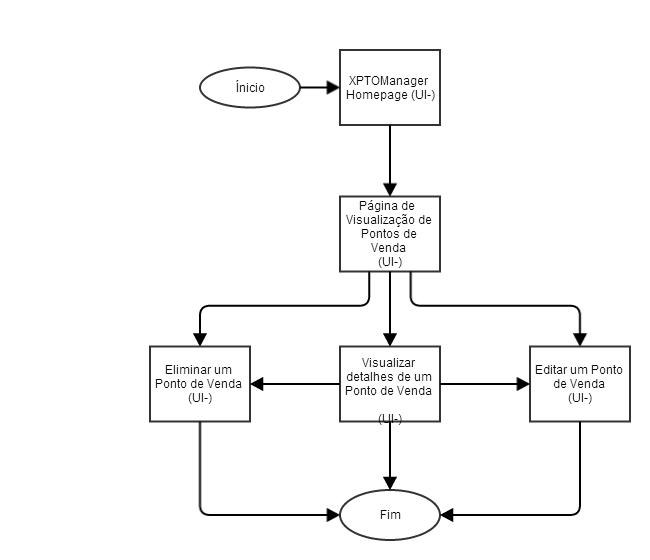 Ínicio
XPTOManager
Homepage (UI-)
Página de
Visualização de
Pontos de
Venda
(UI-)
Eliminar um
Ponto de Venda
(UI-)
Visualizar
detalhes de um
Ponto de Venda
(UI-)
Editar um Ponto
de Venda
(UI-)
Fim